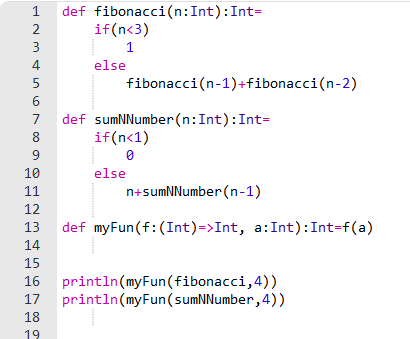 1 def fibonacci(n:Int):Int=
2     if(n<3)
3         1
4     else
5         fibonacci(n-1)+fibonacci(n-2)
6
7 def sumNNumber(n:Int):Int=
8     if(n<1)
9         0
10     else
11         n+sumNNumber(n-1)
12
13 def myFun(f:(Int)=>Int, a:Int):Int=f(a)
14
15
16 println(myFun(fibonacci,4))
17 println(myFun(sumNNumber,4))
18
19